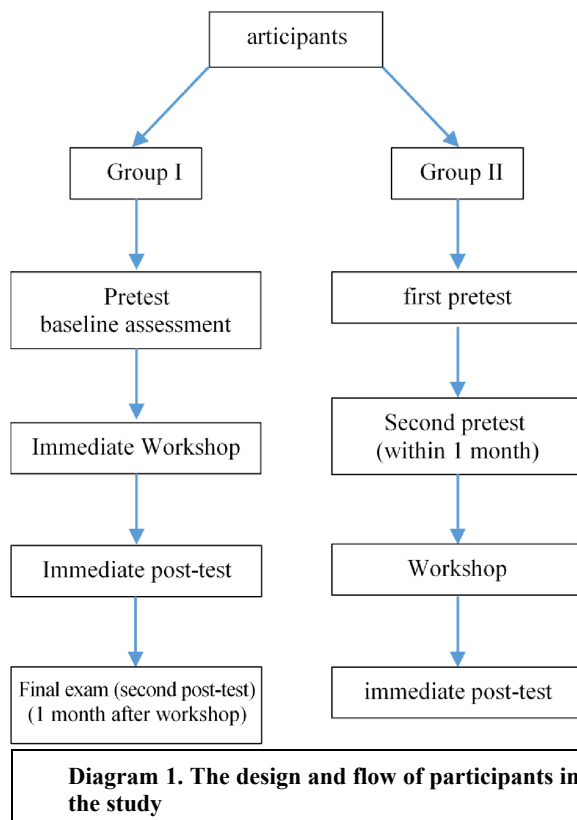 articipants
Group I
Group II
Pretest
baseline assessment
first pretest
Immediate Workshop
Second pretest
(within 1 month)
Immediate post-test
Workshop
Final exam (second post-test)
(1 month after workshop)
immediate post-test
Diagram 1. The design and flow of participants in
the study